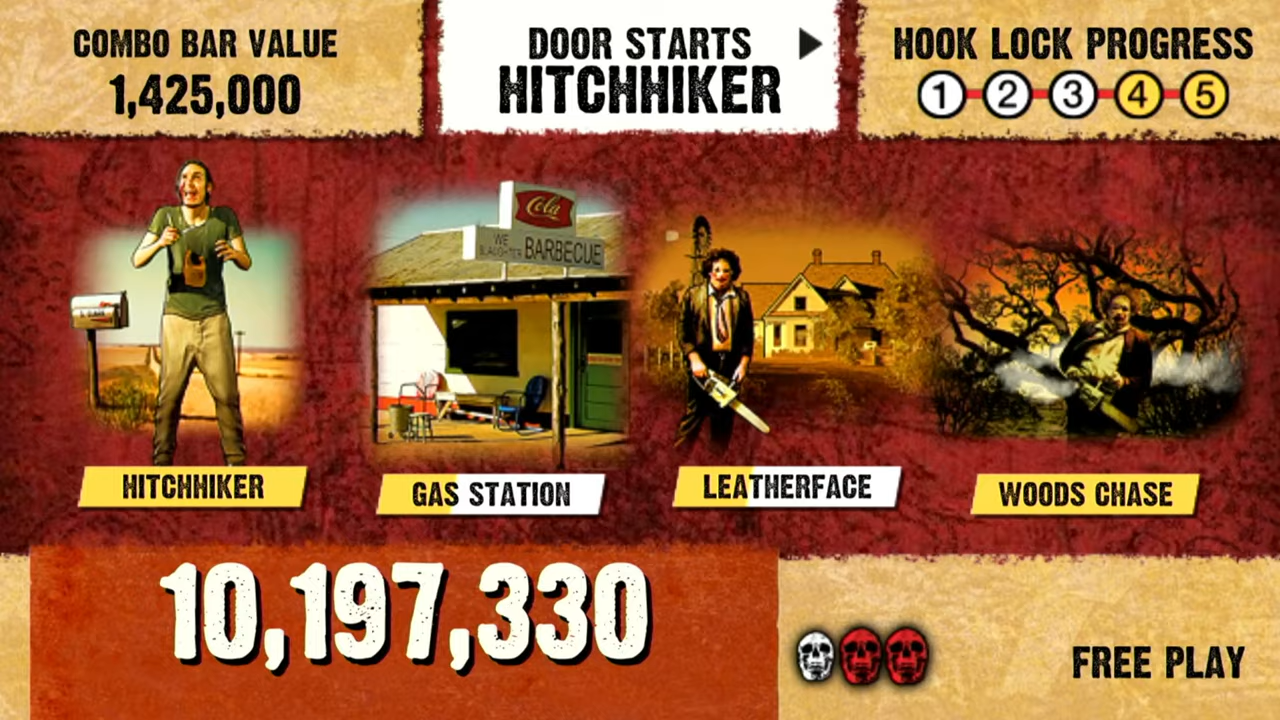 COMBO BAR VALUE
1,425,000
DOOR STARTS
HITCHHIKER
HOOK LOCK PROGRESS
1 2 3 4 5
Cola
WE
SLAUGHTER BARBECUE
HITCHHIKER
GAS STATION
LEATHERFACE
WOODS CHASE
10,197,330
FREE PLAY